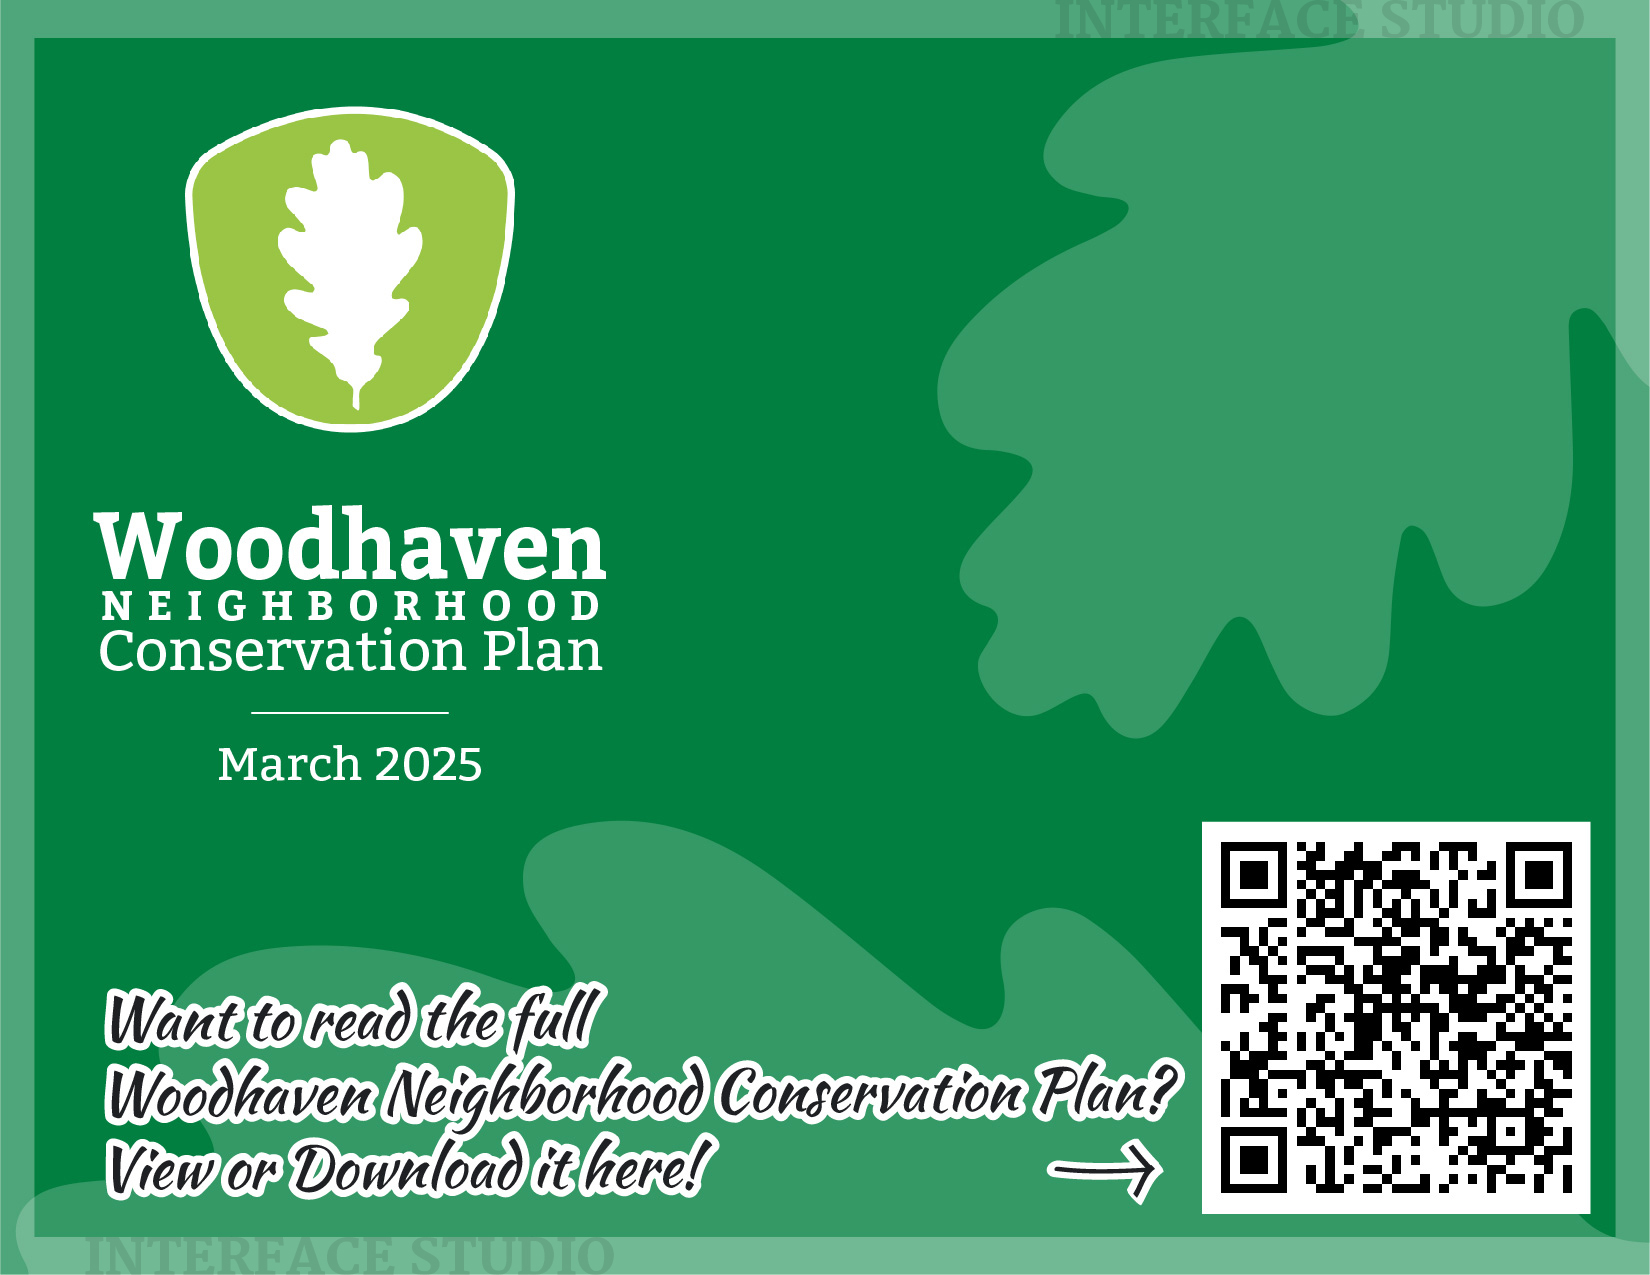 INTERFACE STUDIO
Woodhaven
NEIGHBORHOOD
Conservation Plan
March 2025
Want to read the full
Woodhaven Neighborhood Conservation Plan?
View or Download it here!
INTERFACE STUDIO